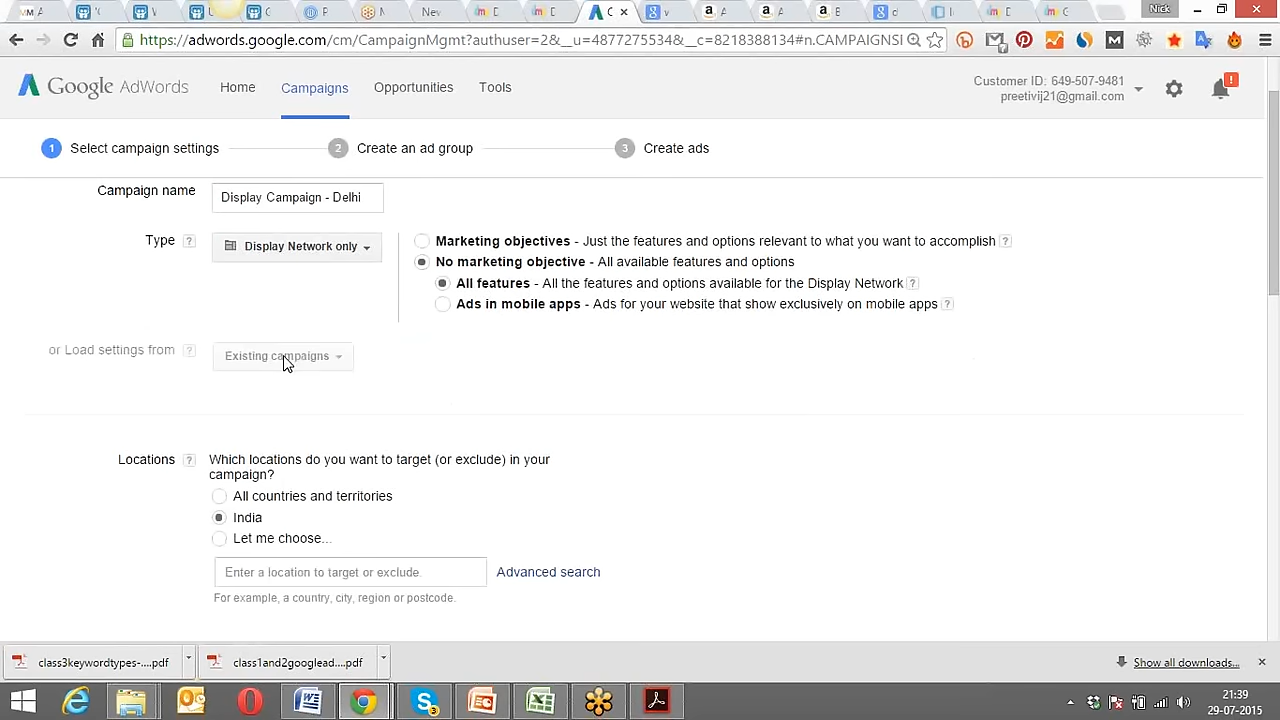 New
Nick
https://adwords.google.com/cm/CampaignMgmt?authuser=2&__u=4877275534&__c=8218388134#n.CAMPAIGNSI
Google AdWords
Home
Campaigns
Opportunities
Tools
Customer ID: 649-507-9481
preetivij21@gmail.com
1 Select campaign settings
2 Create an ad group
3 Create ads
Campaign name
Display Campaign - Delhi
Type ?
Display Network only
Marketing objectives - Just the features and options relevant to what you want to accomplish ?
No marketing objective - All available features and options
All features - All the features and options available for the Display Network ?
Ads in mobile apps - Ads for your website that show exclusively on mobile apps ?
or Load settings from ?
Existing campaigns
Locations ?
Which locations do you want to target (or exclude) in your
campaign?
All countries and territories
India
Let me choose...
Enter a location to target or exclude.
Advanced search
For example, a country, city, region or postcode.
class3keywordtypes-....pdf
class1and2googlead....pdf
Show all downloads...
21:39
29-07-2015